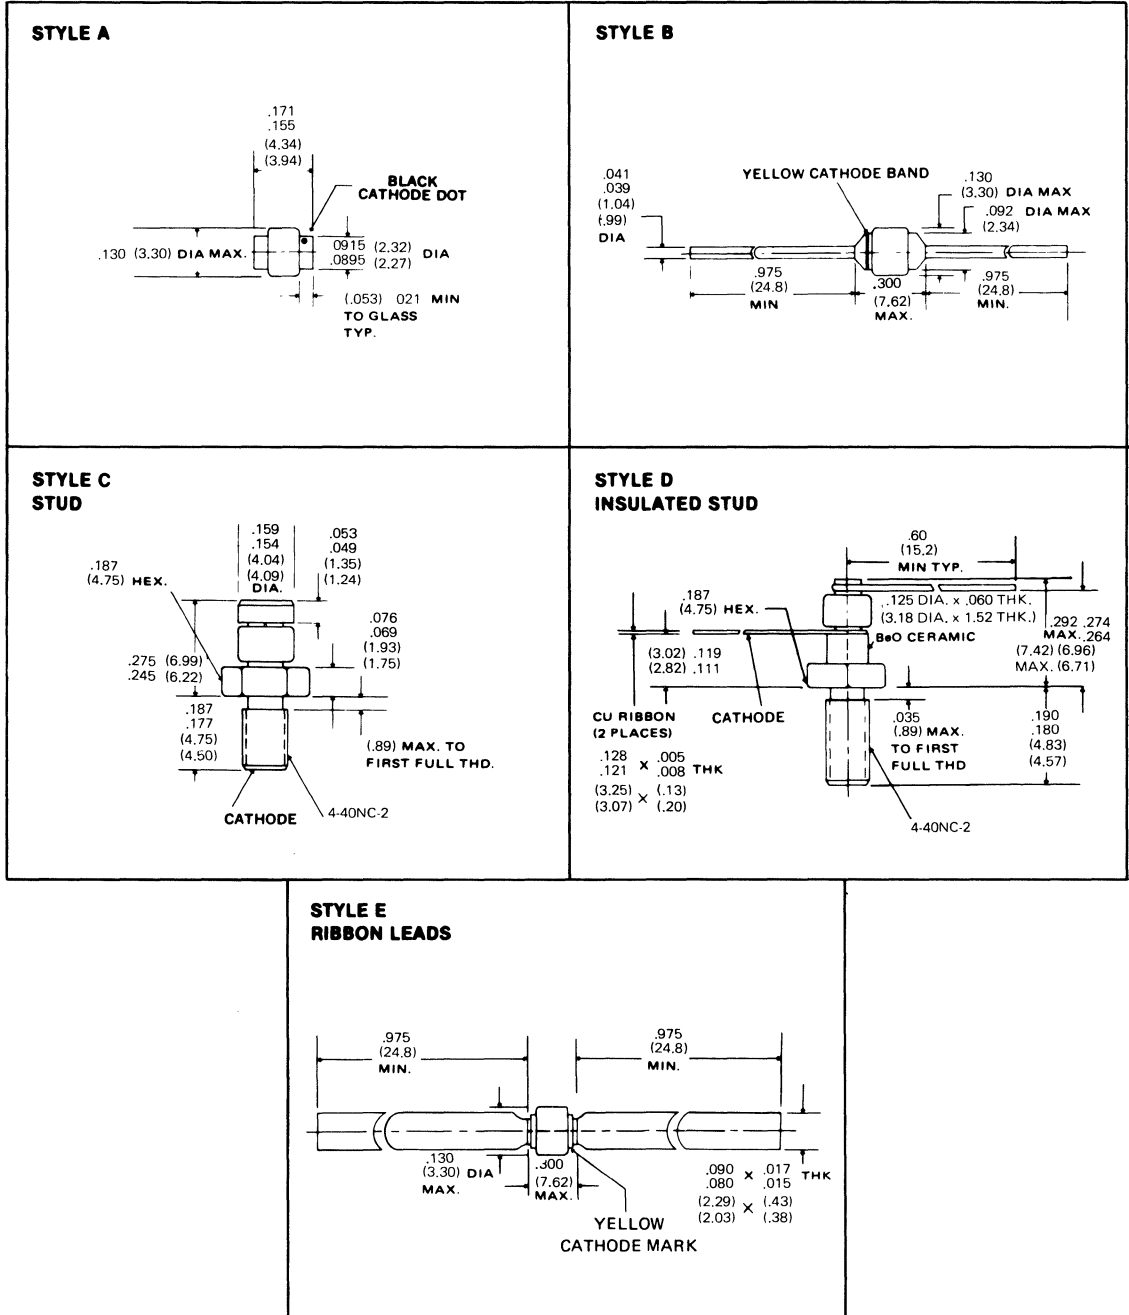 STYLE A
.171
.155
(4.34)
(3.94)
BLACK
CATHODE DOT
.130 (3.30) DIA MAX.
0915 (2.32) DIA
.0895 (2.27)
(.053) 021 MIN
TO GLASS
TYP.
STYLE B
.041
.039
(1.04)
(.99)
DIA
YELLOW CATHODE BAND
.130
(3.30) DIA MAX
.092 DIA MAX
(2.34)
.975
(24.8)
MIN
.300
(7.62)
MAX.
.975
(24.8)
MIN.
STYLE C
STUD
.159
.154
(4.04)
(4.09)
DIA.
.053
.049
(1.35)
(1.24)
.187
(4.75) HEX.
.076
.069
(1.93)
(1.75)
.275 (6.99)
.245 (6.22)
.187
.177
(4.75)
(4.50)
(.89) MAX. TO
FIRST FULL THD.
CATHODE
4-40NC-2
STYLE D
INSULATED STUD
.60
(15.2)
MIN TYP.
.187
(4.75) HEX.
.125 DIA. x .060 THK.
(3.18 DIA. x 1.52 THK.)
BeO CERAMIC
.292 .274
MAX. .264
(7.42) (6.96)
MAX. (6.71)
(3.02) .119
(2.82) .111
CU RIBBON
(2 PLACES)
CATHODE
.128 × .005
.121 .008 THK
(3.25) × (.13)
(3.07) (.20)
.035
(.89) MAX.
TO FIRST
FULL THD
.190
.180
(4.83)
(4.57)
4-40NC-2
STYLE E
RIBBON LEADS
.975
(24.8)
MIN.
.975
(24.8)
MIN.
.130
(3.30) DIA
MAX.
.300
(7.62)
MAX.
.090 × .017 THK
.080 .015
(2.29) × (.43)
(2.03) (.38)
YELLOW
CATHODE MARK